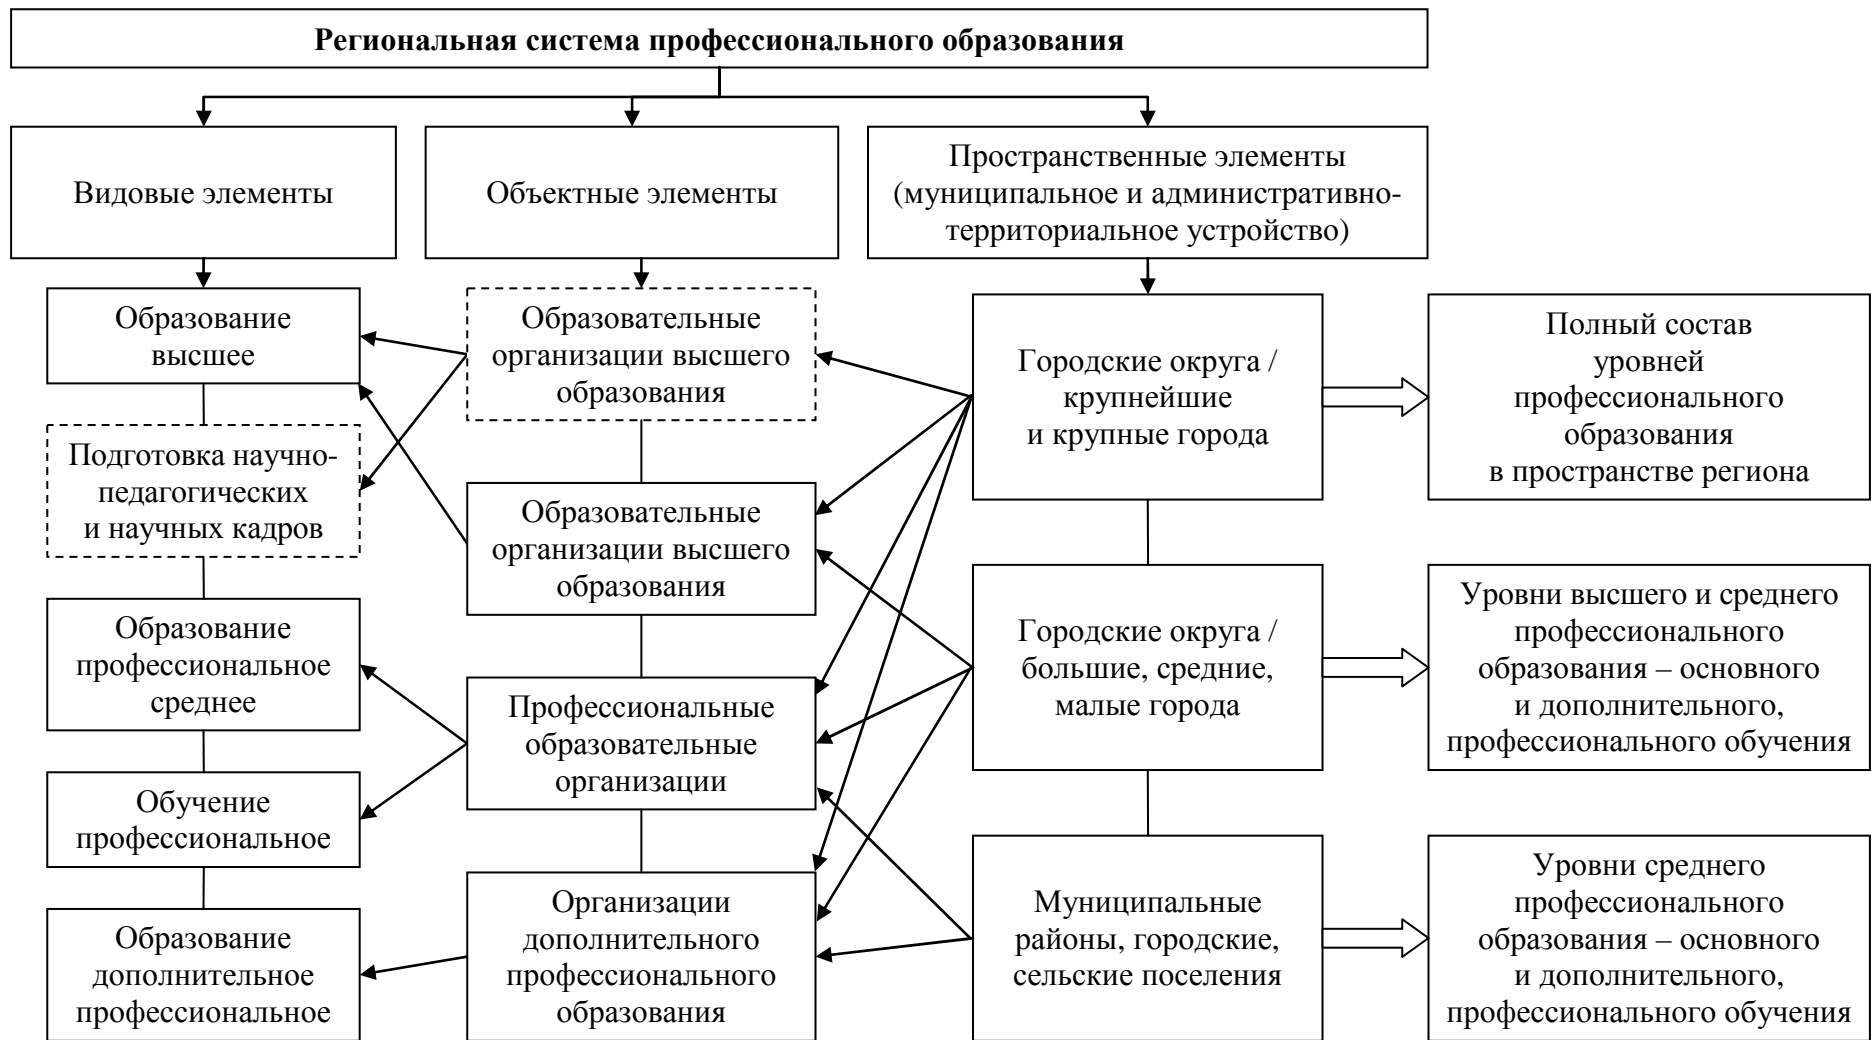 Региональная система профессионального образования
Видовые элементы
Объектные элементы
Пространственные элементы
(муниципальное и административно-
территориальное устройство)
Образование
высшее
Подготовка научно-
педагогических
и научных кадров
Образование
профессиональное
среднее
Обучение
профессиональное
Образование
дополнительное
профессиональное
Образовательные
организации высшего
образования
Образовательные
организации высшего
образования
Профессиональные
образовательные
организации
Организации
дополнительного
профессионального
образования
Городские округа /
крупнейшие
и крупные города
Городские округа /
большие, средние,
малые города
Муниципальные
районы, городские,
сельские поселения
Полный состав
уровней
профессионального
образования
в пространстве региона
Уровни высшего и среднего
профессионального
образования – основного
и дополнительного,
профессионального обучения
Уровни среднего
профессионального
образования – основного
и дополнительного,
профессионального обучения